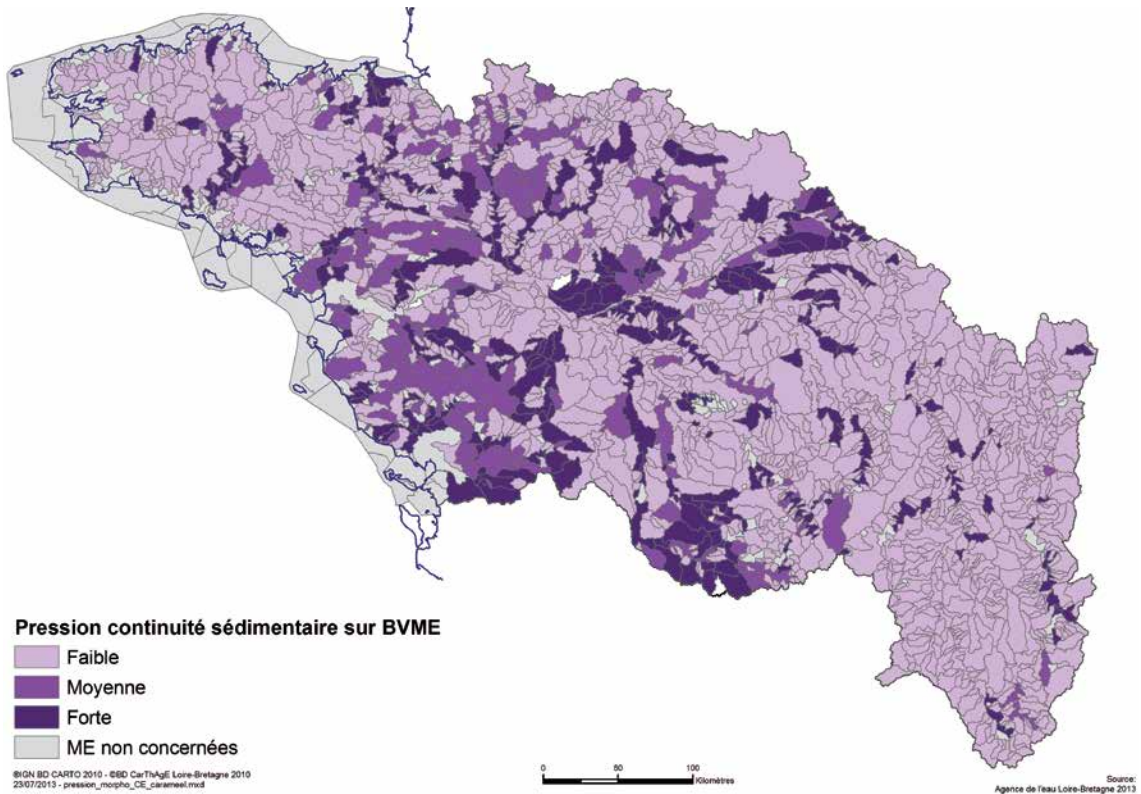 Pression continuité sédimentaire sur BVME
Faible
Moyenne
Forte
ME non concernées
©IGN BD CARTO 2010 - ©BD CarThAgE Loire-Bretagne 2010
23/07/2013 - pression_morpho_CE_carameel.mxd
0 50 100
Kilomètres
Source:
Agence de l'eau Loire-Bretagne 2013